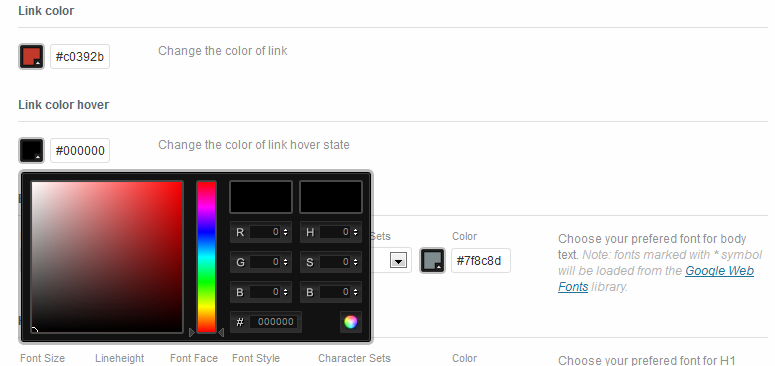 Link color
#c0392b
Change the color of link
Link color hover
#000000
Change the color of link hover state
R 0 H 0
G 0 S 0
B 0 B 0
# 000000
Sets
Color
#7f8c8d
Choose your prefered font for body
text. Note: fonts marked with * symbol
will be loaded from the Google Web
Fonts library.
Font Size Lineheight Font Face Font Style Character Sets Color
Choose your prefered font for H1